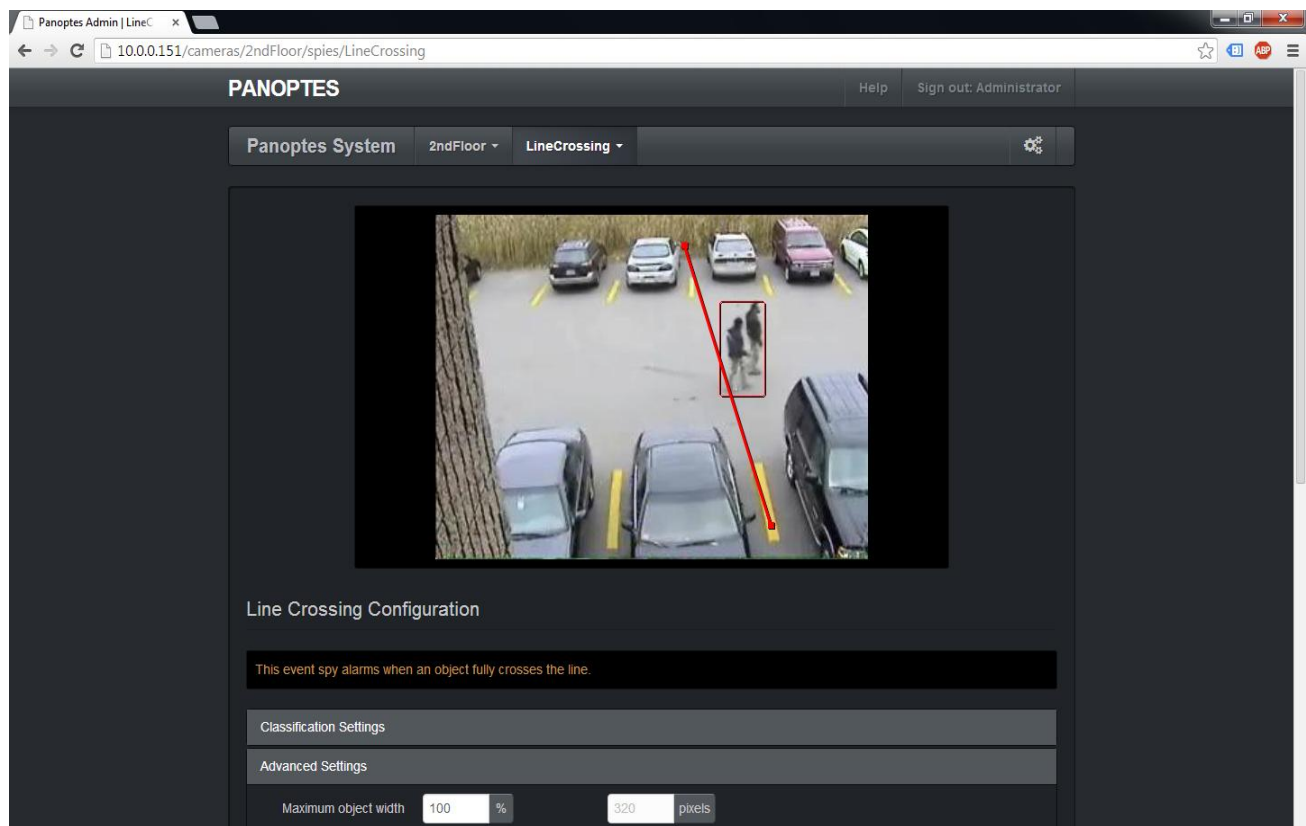 Panoptes Admin | LineC
10.0.0.151/cameras/2ndFloor/spies/LineCrossing
ABP
PANOPTES
Help
Sign out: Administrator
Panoptes System
2ndFloor
LineCrossing
Line Crossing Configuration
This event spy alarms when an object fully crosses the line.
Classification Settings
Advanced Settings
Maximum object width 100 % 320 pixels